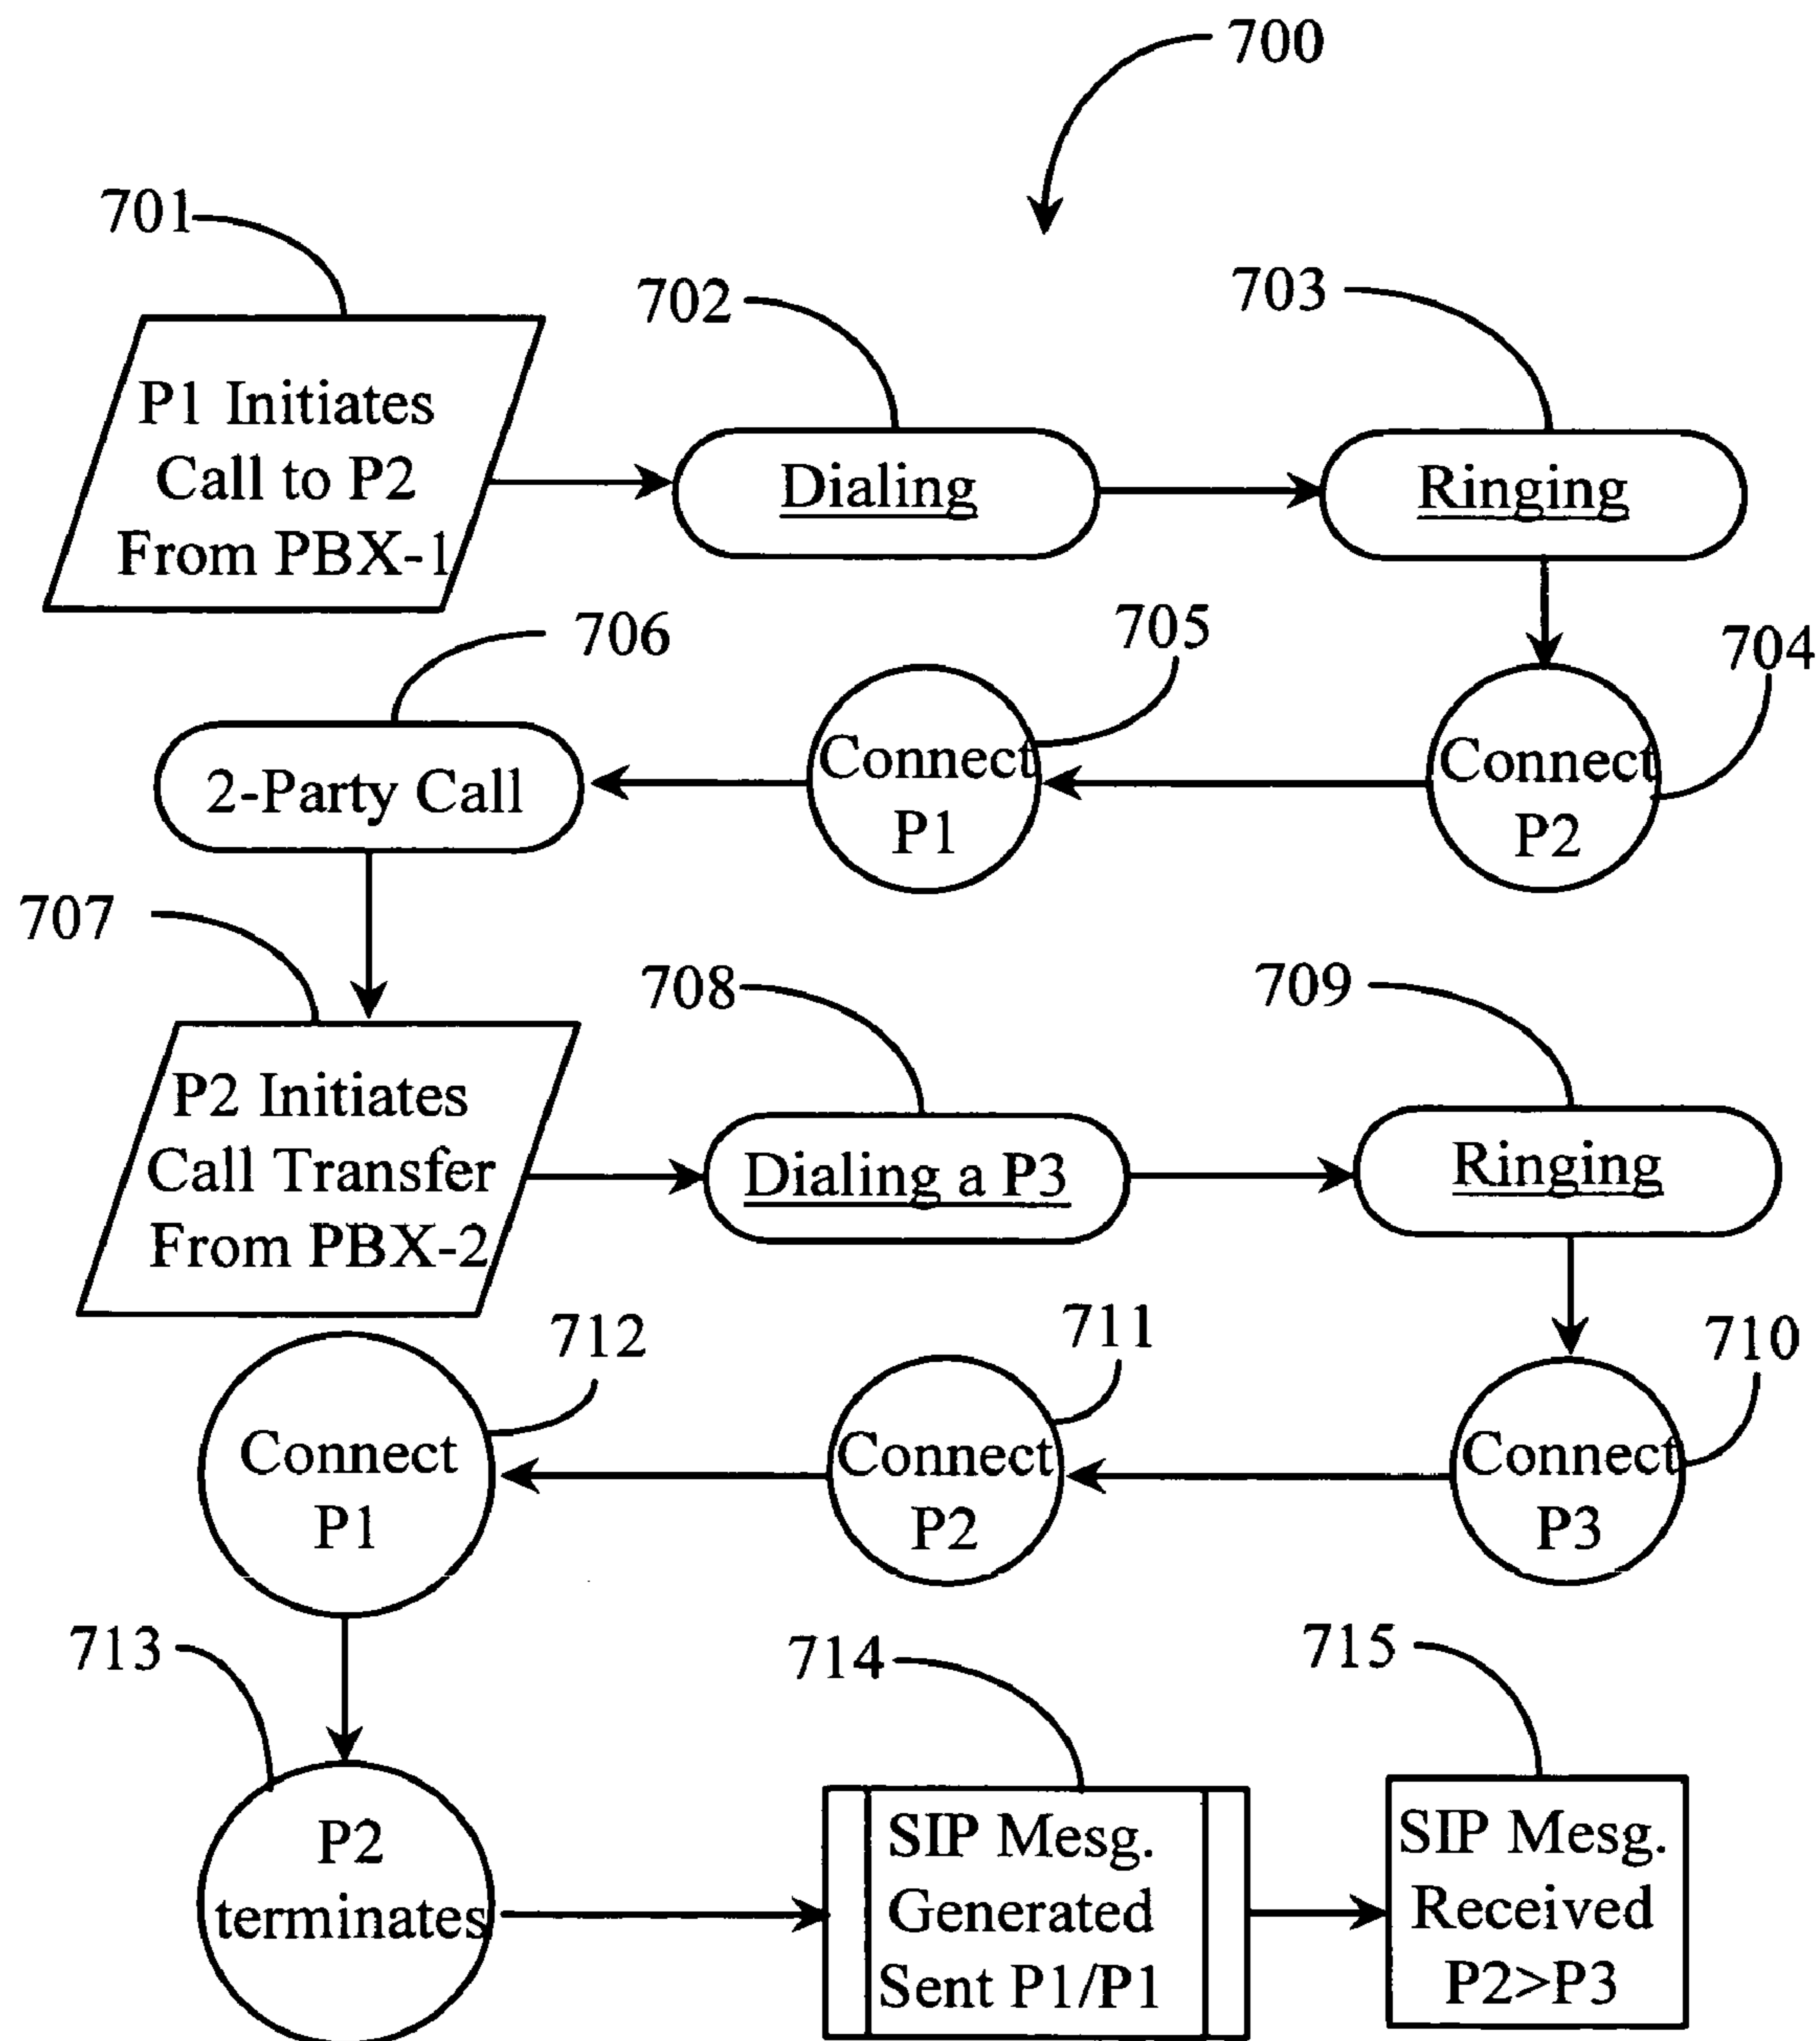 700
701
702
703
P1 Initiates
Call to P2
From PBX-1
Dialing
Ringing
706
705
704
2-Party Call
Connect
P1
Connect
P2
707
708
709
P2 Initiates
Call Transfer
From PBX-2
Dialing a P3
Ringing
712
711
710
Connect
P1
Connect
P2
Connect
P3
713
714
715
P2
terminates
SIP Mesg.
Generated
Sent P1/P1
SIP Mesg.
Received
P2>P3